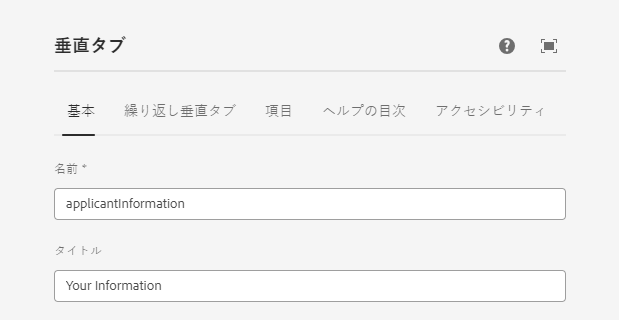 垂直タブ
基本 繰り返し垂直タブ 項目 ヘルプの目次 アクセシビリティ
名前 *
applicantInformation
タイトル
Your Information